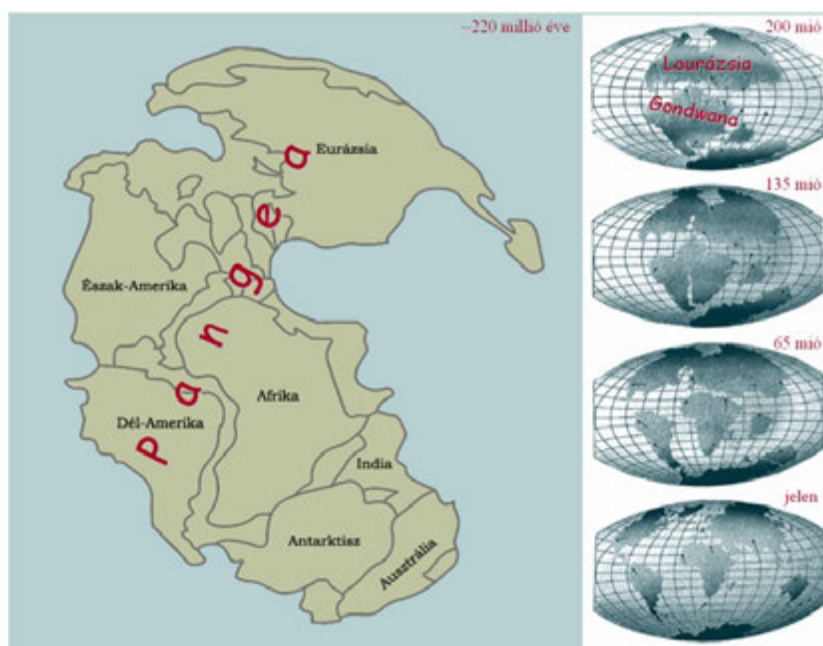 ~220 millió éve
Eurázsia
Észak-Amerika
Pangea
Afrika
Dél-Amerika
India
Antarktisz
Ausztrália
200 mió
Laurázsia
Gondwana
135 mió
65 mió
jelen